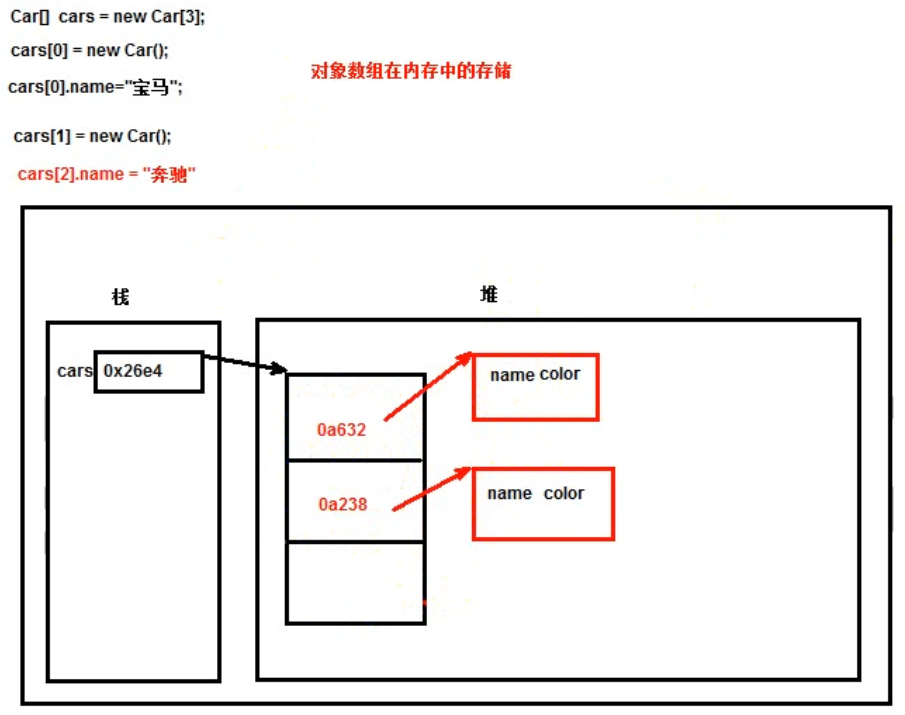 Car[] cars = new Car[3];
cars[0] = new Car();
cars[0].name="宝马";
对象数组在内存中的存储
cars[1] = new Car();
cars[2].name = "奔驰"
栈
堆
cars 0x26e4
name color
0a632
name color
0a238